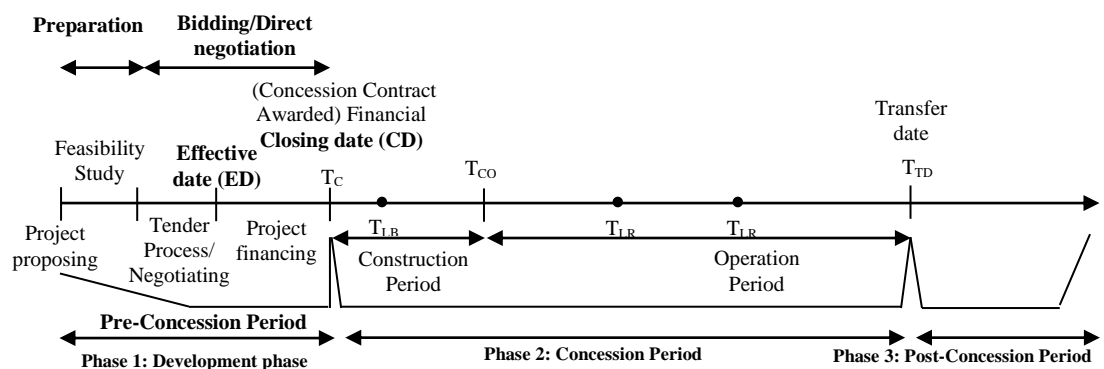 Preparation
Bidding/Direct
negotiation
(Concession Contract
Awarded) Financial
Closing date (CD)
Transfer
date
Feasibility
Study
Effective
date (ED)
T_C
T_CO
T_TD
Project
proposing
Tender
Process/
Negotiating
Project
financing
T_LB
T_LR
T_LR
Construction
Period
Operation
Period
Pre-Concession Period
Phase 1: Development phase
Phase 2: Concession Period
Phase 3: Post-Concession Period